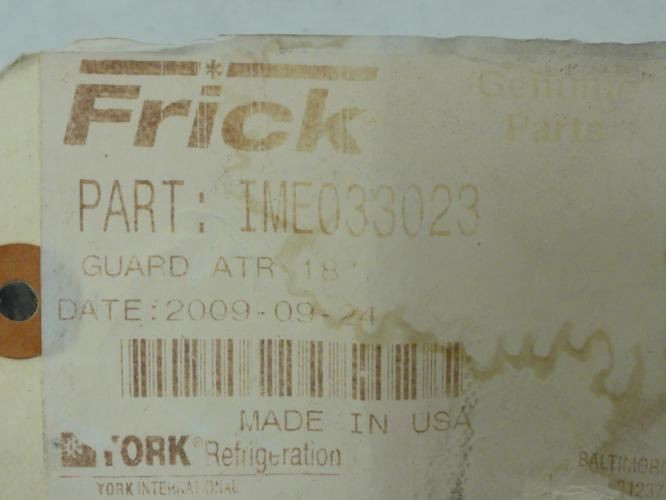 Frick
Genuine
Parts
PART: IME033023
GUARD ATR 18"
DATE:2009-09-24
MADE IN USA
YORK® Refrigeration
YORK INTERNATIONAL
BALTIMORE
21237